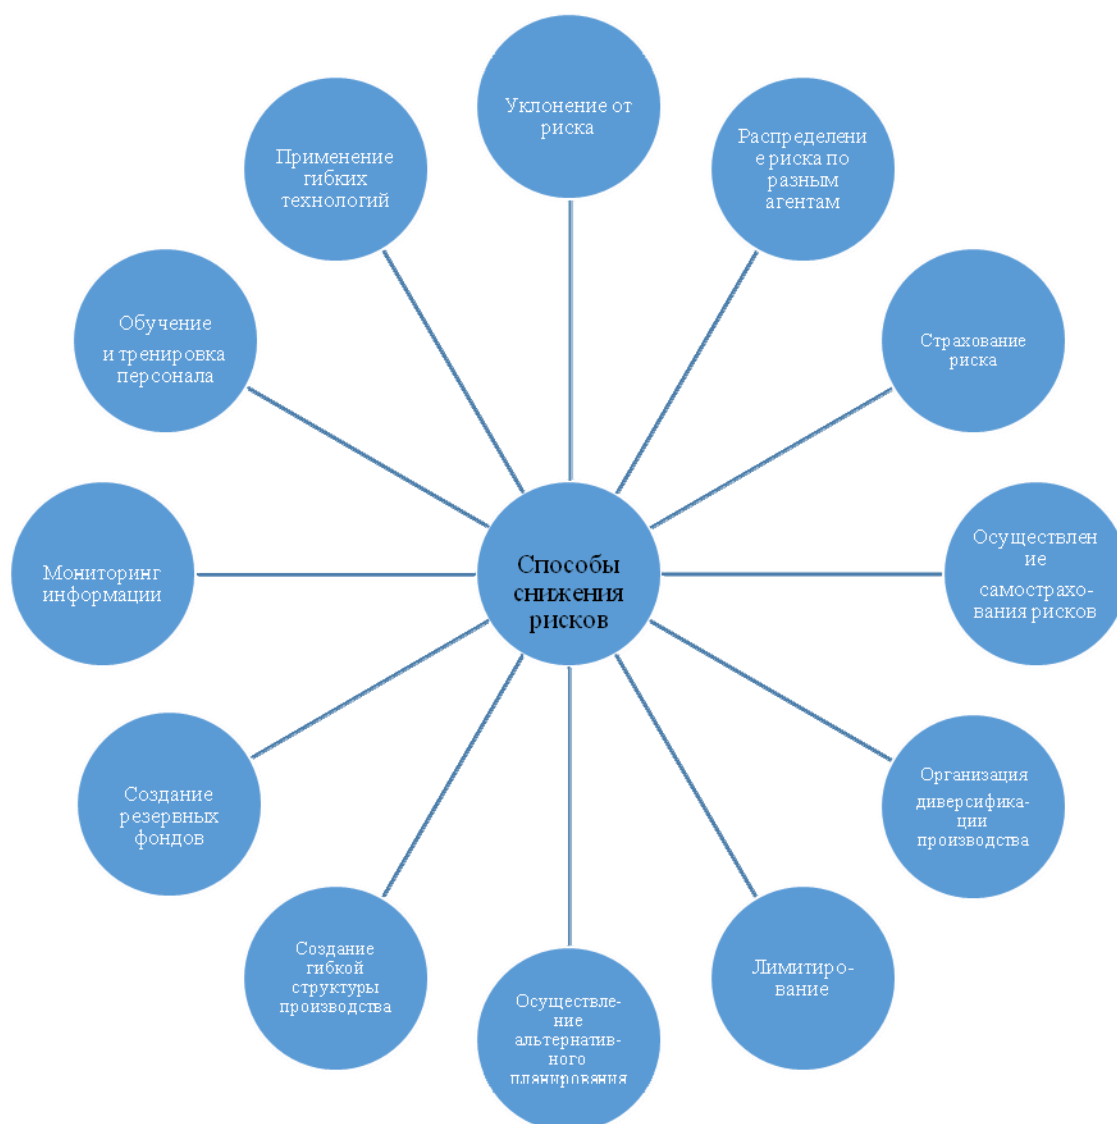 Уклонение от
риска
Распределени
е риска по
разным
агентам
Страхование
риска
Осуществлен
ие
самострахо-
вания рисков
Организация
диверсифика-
ции
производства
Лимитиро-
вание
Осуществле-
ние
альтернатив-
ного
планирования
Создание
гибкой
структуры
производства
Создание
резервных
фондов
Мониторинг
информации
Обучение
и тренировка
персонала
Применение
гибких
технологий
Способы
снижения
рисков